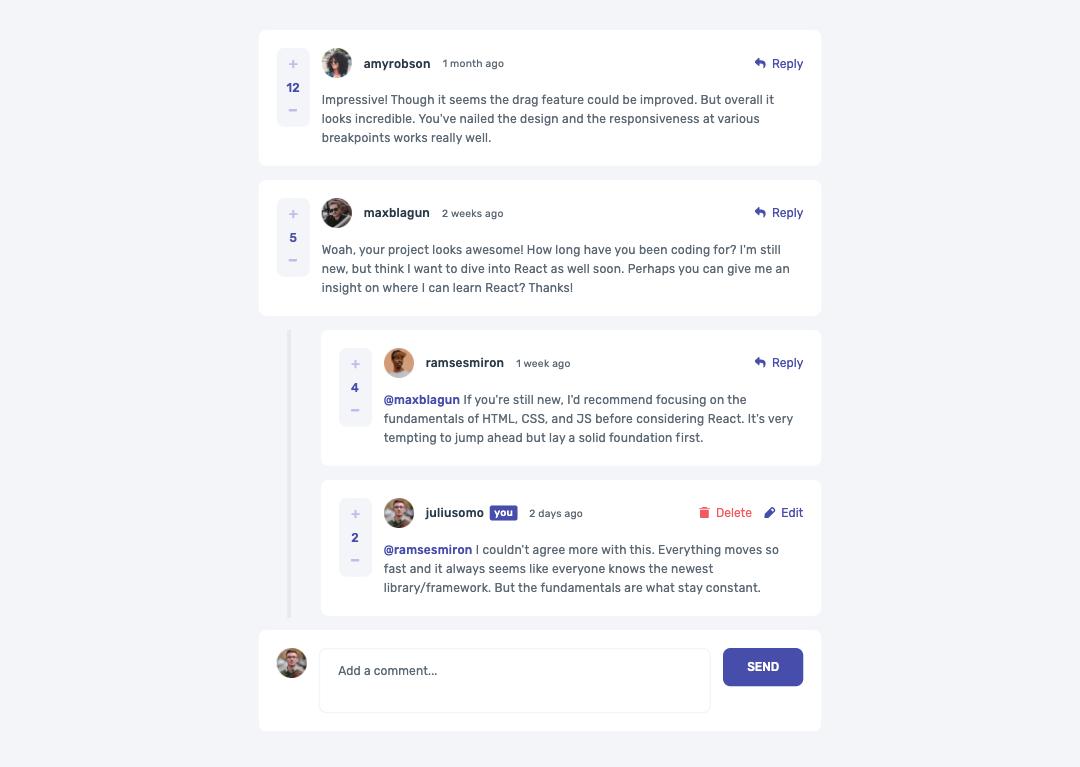 +
12
−
amyrobson 1 month ago Reply
Impressive! Though it seems the drag feature could be improved. But overall it
looks incredible. You've nailed the design and the responsiveness at various
breakpoints works really well.
+
5
−
maxblagun 2 weeks ago Reply
Woah, your project looks awesome! How long have you been coding for? I'm still
new, but think I want to dive into React as well soon. Perhaps you can give me an
insight on where I can learn React? Thanks!
+
4
−
ramsesmiron 1 week ago Reply
@maxblagun If you're still new, I'd recommend focusing on the
fundamentals of HTML, CSS, and JS before considering React. It's very
tempting to jump ahead but lay a solid foundation first.
+
2
−
juliusomo you 2 days ago Delete Edit
@ramsesmiron I couldn't agree more with this. Everything moves so
fast and it always seems like everyone knows the newest
library/framework. But the fundamentals are what stay constant.
Add a comment... SEND